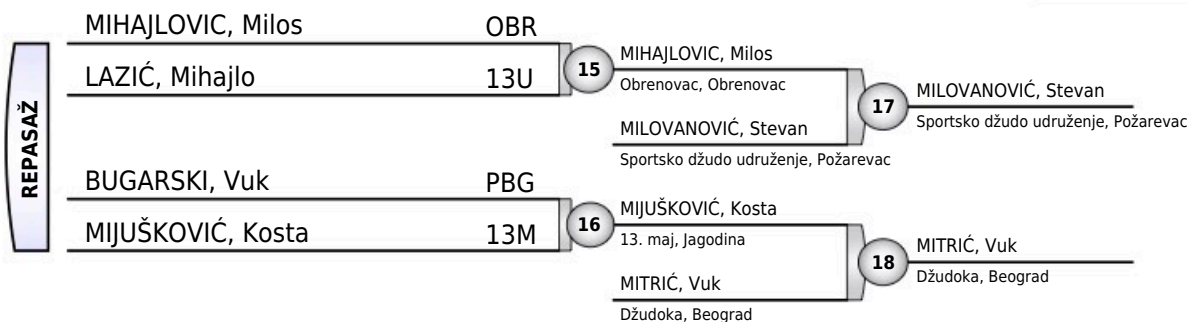 REPASAŽ
MIHAJLOVIC, Milos OBR
LAZIĆ, Mihajlo 13U
BUGARSKI, Vuk PBG
MIJUŠKOVIĆ, Kosta 13M
15
16
MIHAJLOVIC, Milos
Obrenovac, Obrenovac
MILOVANOVIĆ, Stevan
Sportsko džudo udruženje, Požarevac
MIJUŠKOVIĆ, Kosta
13. maj, Jagodina
MITRIĆ, Vuk
Džudoka, Beograd
17
18
MILOVANOVIĆ, Stevan
Sportsko džudo udruženje, Požarevac
MITRIĆ, Vuk
Džudoka, Beograd